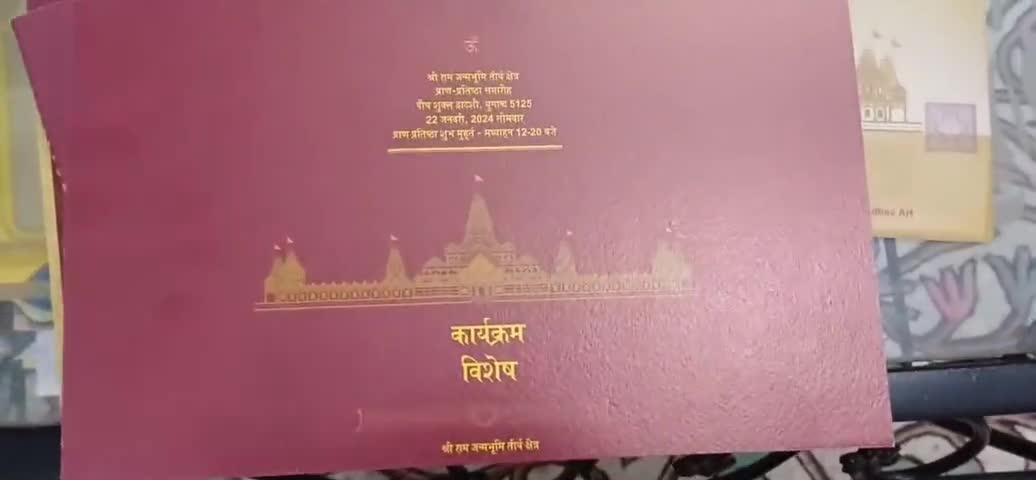 ॐ
श्री राम जन्मभूमि तीर्थ क्षेत्र
प्राण-प्रतिष्ठा समारोह
पौष शुक्ल द्वादशी, युगाब्द 5125
22 जनवरी, 2024 सोमवार
प्राण प्रतिष्ठा शुभ मुहूर्त - मध्याह्न 12-20 बजे
कार्यक्रम
विशेष
श्री राम जन्मभूमि तीर्थ क्षेत्र
Art